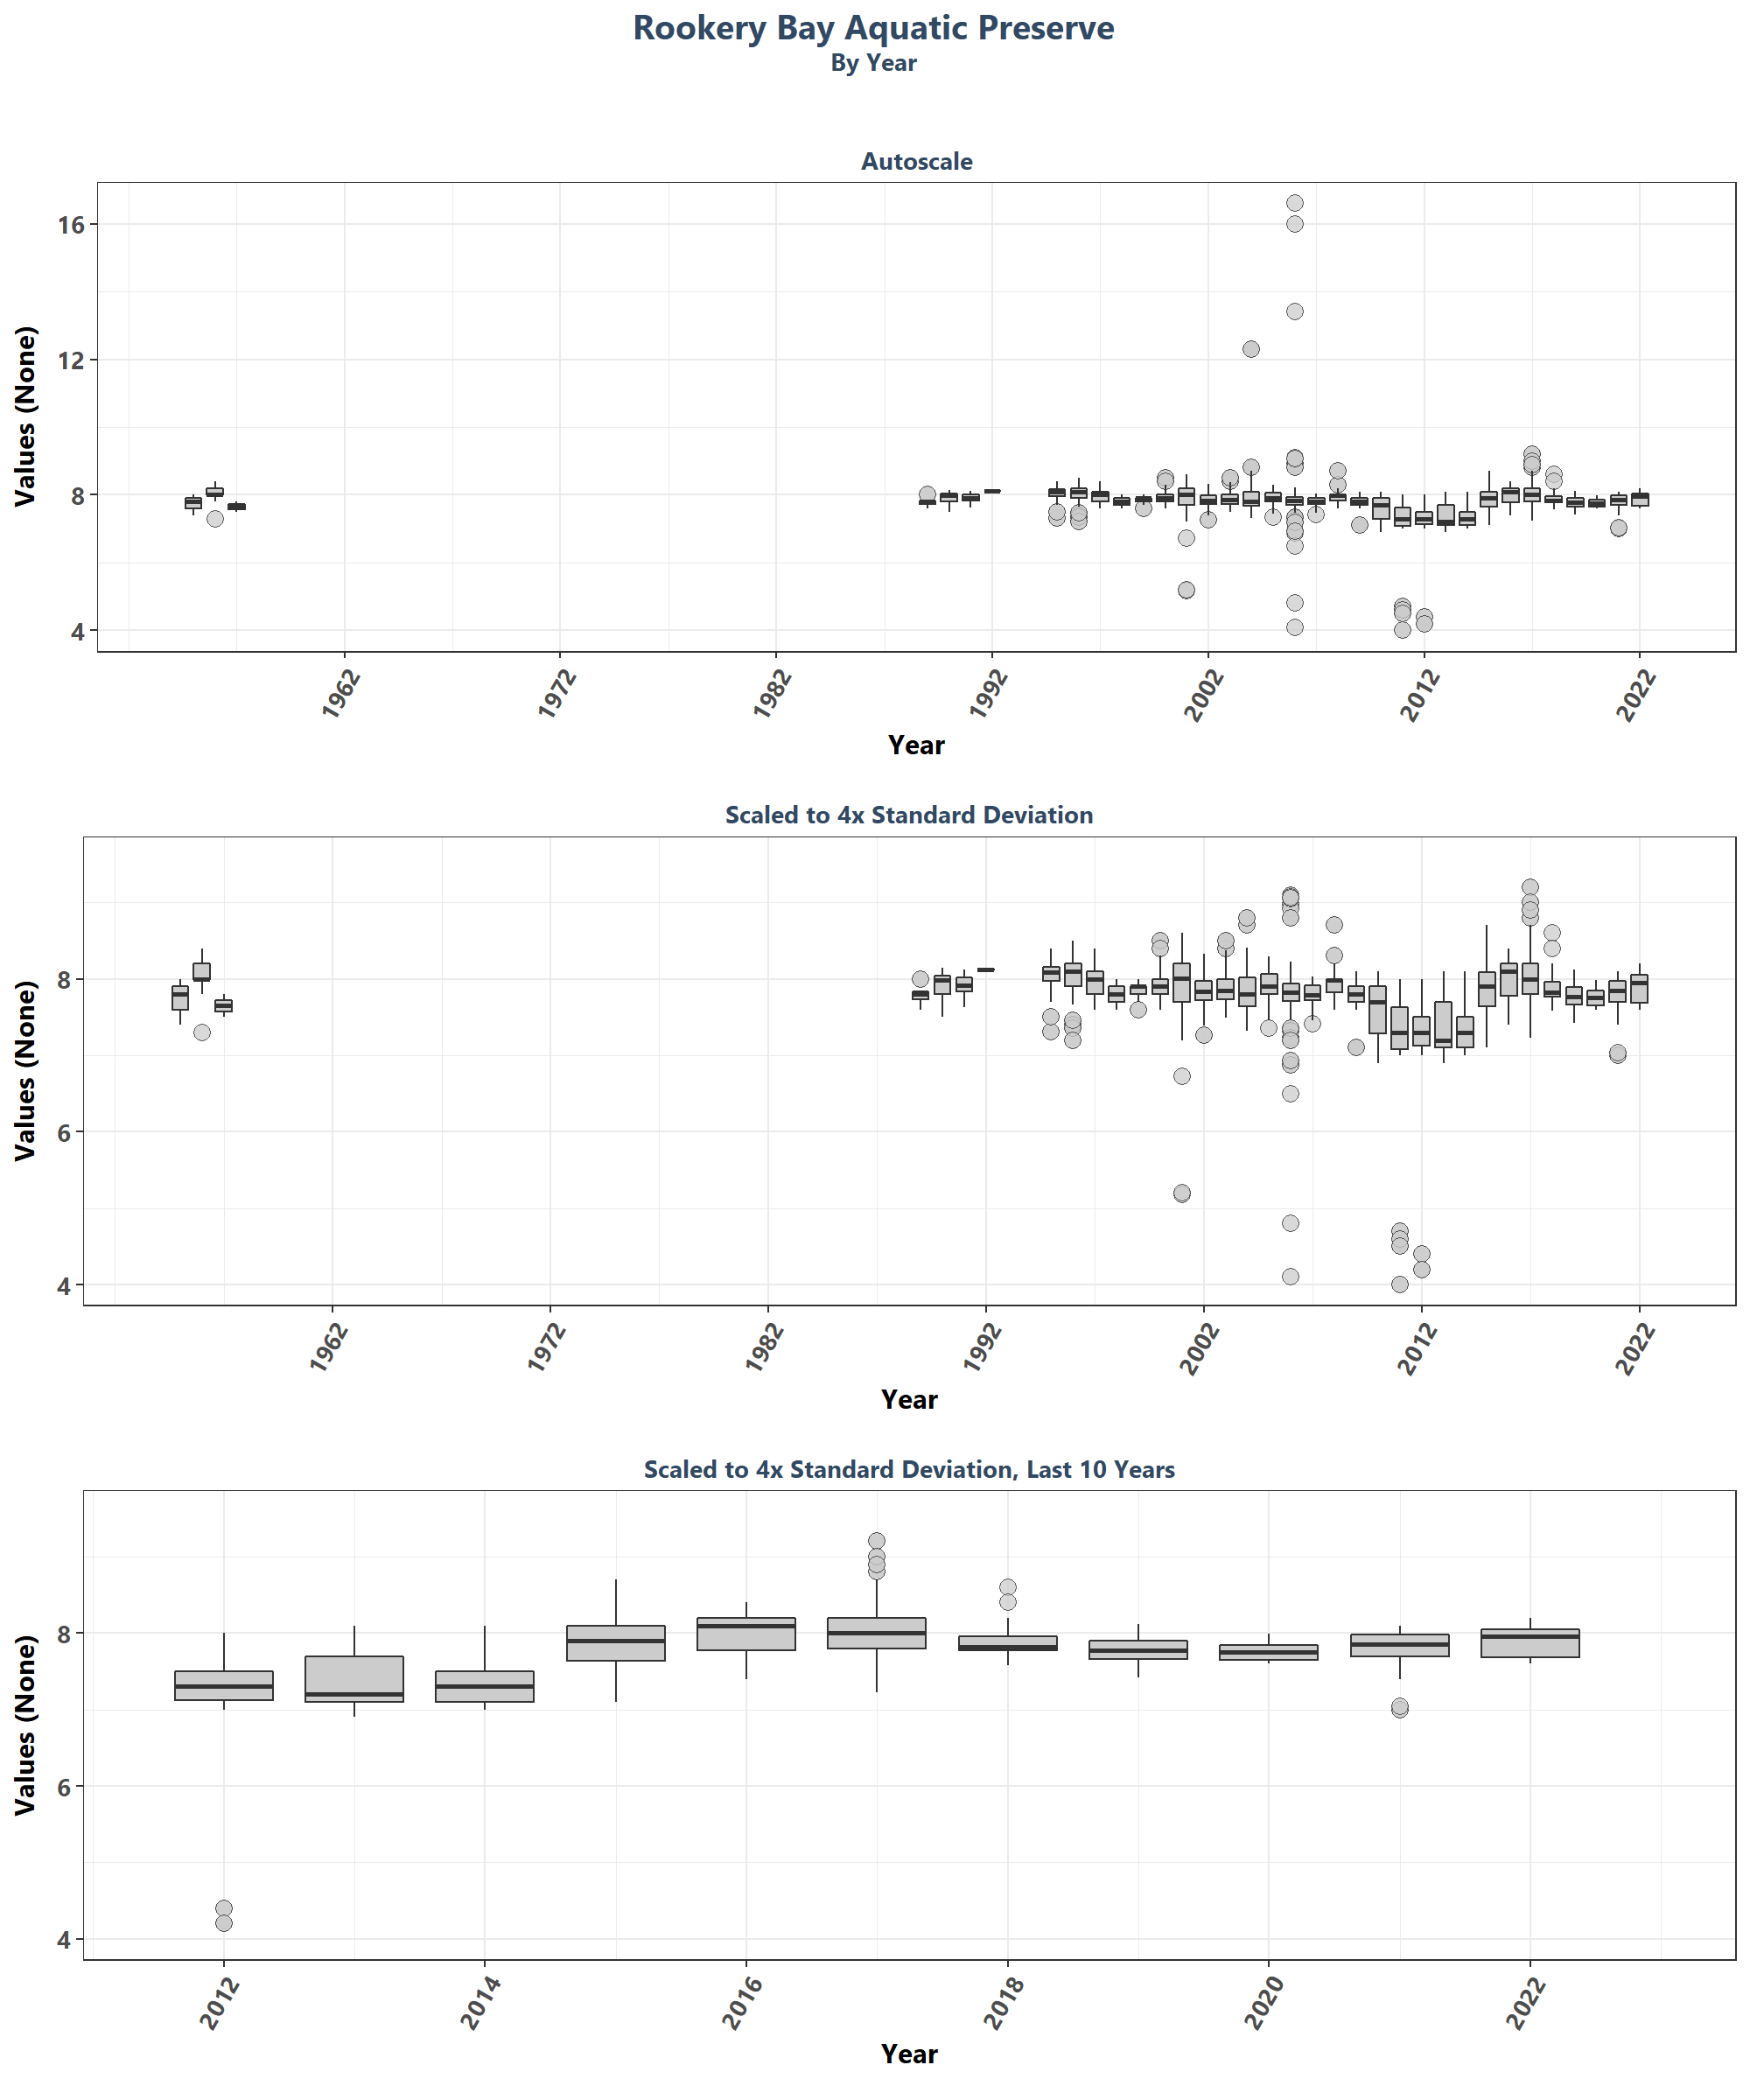 Rookery Bay Aquatic Preserve
By Year
Autoscale
Values (None)
16
12
8
4
1962
1972
1982
1992
2002
2012
2022
Year
Scaled to 4x Standard Deviation
Values (None)
8
6
4
1962
1972
1982
1992
2002
2012
2022
Year
Scaled to 4x Standard Deviation, Last 10 Years
Values (None)
8
6
4
2012
2014
2016
2018
2020
2022
Year